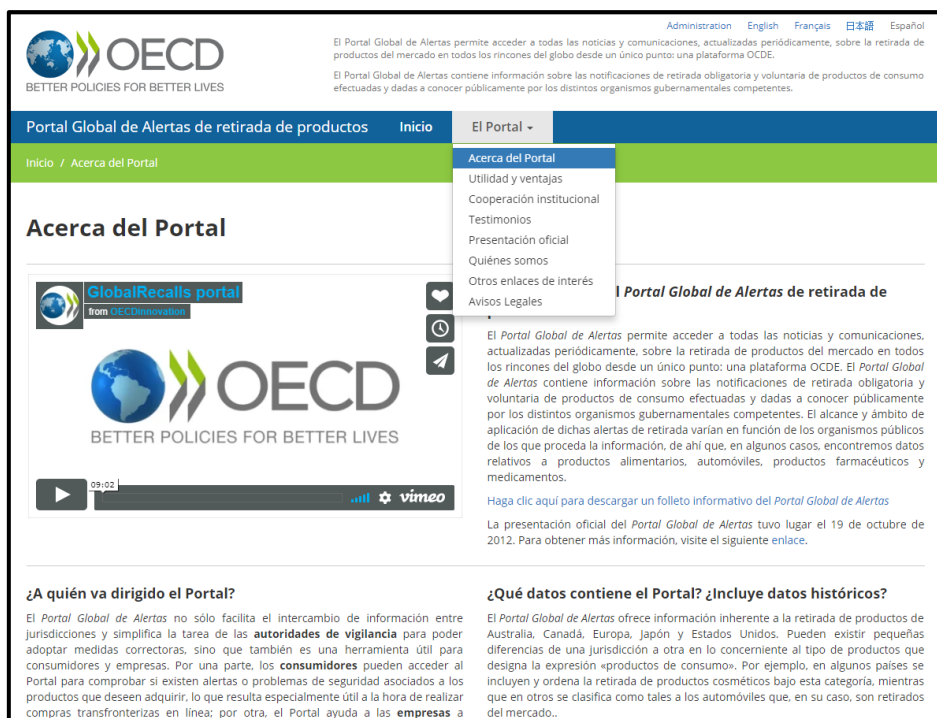 Administration English Français 日本語 Español
OECD
BETTER POLICIES FOR BETTER LIVES
El Portal Global de Alertas permite acceder a todas las noticias y comunicaciones, actualizadas periódicamente, sobre la retirada de
productos del mercado en todos los rincones del globo desde un único punto: una plataforma OCDE.
El Portal Global de Alertas contiene información sobre las notificaciones de retirada obligatoria y voluntaria de productos de consumo
efectuadas y dadas a conocer públicamente por los distintos organismos gubernamentales competentes.
Portal Global de Alertas de retirada de productos Inicio El Portal
Inicio / Acerca del Portal
Acerca del Portal
Utilidad y ventajas
Cooperación institucional
Testimonios
Presentación oficial
Quiénes somos
Otros enlaces de interés
Avisos Legales
Acerca del Portal
GlobalRecalls portal
from OECDinnovation
OECD
BETTER POLICIES FOR BETTER LIVES
09:02
vimeo
l Portal Global de Alertas de retirada de
El Portal Global de Alertas permite acceder a todas las noticias y comunicaciones,
actualizadas periódicamente, sobre la retirada de productos del mercado en todos
los rincones del globo desde un único punto: una plataforma OCDE. El Portal Global
de Alertas contiene información sobre las notificaciones de retirada obligatoria y
voluntaria de productos de consumo efectuadas y dadas a conocer públicamente
por los distintos organismos gubernamentales competentes. El alcance y ámbito de
aplicación de dichas alertas de retirada varían en función de los organismos públicos
de los que proceda la información, de ahí que, en algunos casos, encontremos datos
relativos a productos alimentarios, automóviles, productos farmacéuticos y
medicamentos.
Haga clic aquí para descargar un folleto informativo del Portal Global de Alertas
La presentación oficial del Portal Global de Alertas tuvo lugar el 19 de octubre de
2012. Para obtener más información, visite el siguiente enlace.
¿A quién va dirigido el Portal?
El Portal Global de Alertas no sólo facilita el intercambio de información entre
jurisdicciones y simplifica la tarea de las autoridades de vigilancia para poder
adoptar medidas correctoras, sino que también es una herramienta útil para
consumidores y empresas. Por una parte, los consumidores pueden acceder al
Portal para comprobar si existen alertas o problemas de seguridad asociados a los
productos que deseen adquirir, lo que resulta especialmente útil a la hora de realizar
compras transfronterizas en línea; por otra, el Portal ayuda a las empresas a
¿Qué datos contiene el Portal? ¿Incluye datos históricos?
El Portal Global de Alertas ofrece información inherente a la retirada de productos de
Australia, Canadá, Europa, Japón y Estados Unidos. Pueden existir pequeñas
diferencias de una jurisdicción a otra en lo concerniente al tipo de productos que
designa la expresión «productos de consumo». Por ejemplo, en algunos países se
incluyen y ordena la retirada de productos cosméticos bajo esta categoría, mientras
que en otros se clasifica como tales a los automóviles que, en su caso, son retirados
del mercado..